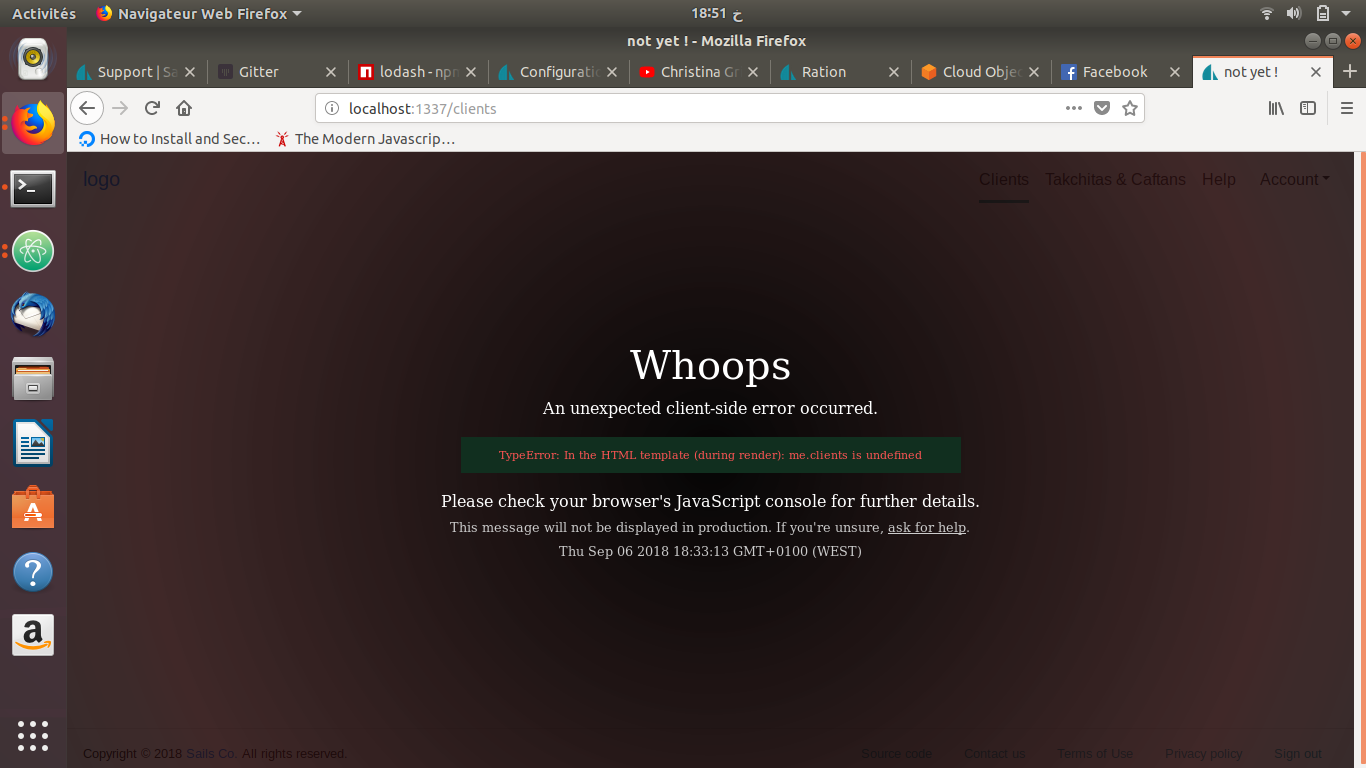 Activités Navigateur Web Firefox 18:51 خ
not yet ! - Mozilla Firefox
Support | Sa Gitter lodash - npm Configuratio Christina Gr Ration Cloud Objec Facebook not yet !
localhost:1337/clients
How to Install and Sec… The Modern Javascrip…
logo Clients Takchitas & Caftans Help Account
Whoops
An unexpected client-side error occurred.
TypeError: In the HTML template (during render): me.clients is undefined
Please check your browser's JavaScript console for further details.
This message will not be displayed in production. If you're unsure, ask for help.
Thu Sep 06 2018 18:33:13 GMT+0100 (WEST)
Copyright © 2018 Sails Co. All rights reserved. Source code Contact us Terms of Use Privacy policy Sign out